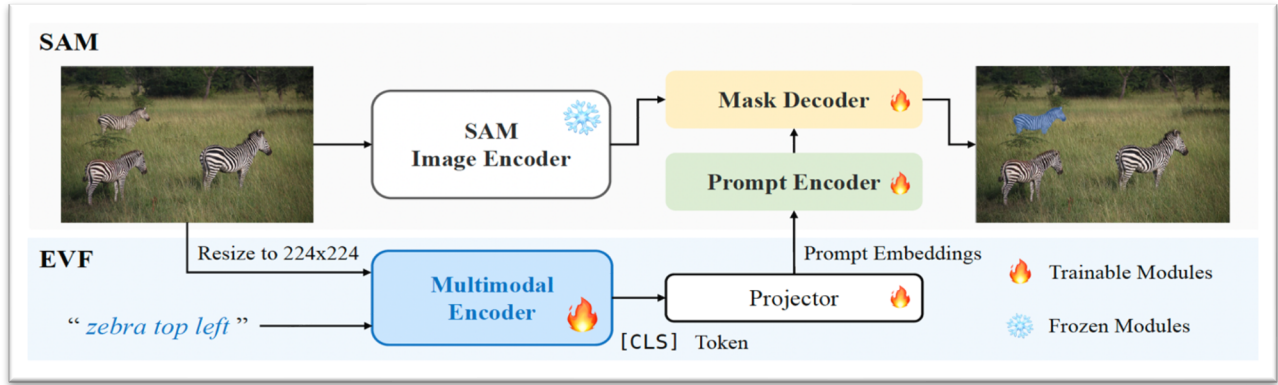 SAM
SAM
Image Encoder
Mask Decoder
Prompt Encoder
EVF
Resize to 224x224
“ zebra top left ”
Multimodal
Encoder
[CLS] Token
Projector
Prompt Embeddings
Trainable Modules
Frozen Modules